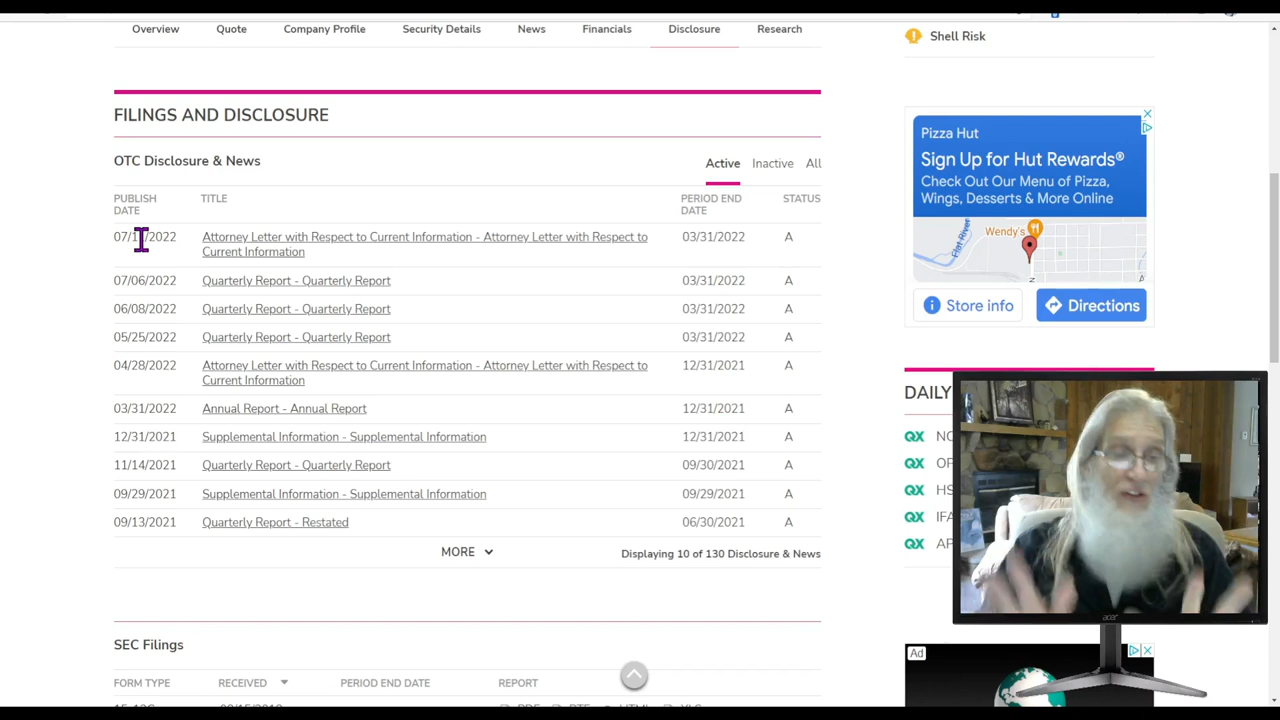 Overview Quote Company Profile Security Details News Financials Disclosure Research
Shell Risk
FILINGS AND DISCLOSURE
OTC Disclosure & News
Active Inactive All
PUBLISH DATE TITLE PERIOD END DATE STATUS
Attorney Letter with Respect to Current Information - Attorney Letter with Respect to 03/31/2022 A
Current Information
07/06/2022 Quarterly Report - Quarterly Report 03/31/2022 A
06/08/2022 Quarterly Report - Quarterly Report 03/31/2022 A
05/25/2022 Quarterly Report - Quarterly Report 03/31/2022 A
04/28/2022 Attorney Letter with Respect to Current Information - Attorney Letter with Respect to 12/31/2021 A
Current Information
03/31/2022 Annual Report - Annual Report 12/31/2021 A
12/31/2021 Supplemental Information - Supplemental Information 12/31/2021 A
11/14/2021 Quarterly Report - Quarterly Report 09/30/2021 A
09/29/2021 Supplemental Information - Supplemental Information 09/29/2021 A
09/13/2021 Quarterly Report - Restated 06/30/2021 A
MORE Displaying 10 of 130 Disclosure & News
SEC Filings
FORM TYPE RECEIVED PERIOD END DATE REPORT
Pizza Hut
Sign Up for Hut Rewards®
Check Out Our Menu of Pizza,
Wings, Desserts & More Online
Wendy's
Flat River
Store info Directions
DAILY
QX
QX
QX
QX
QX
acer
Ad